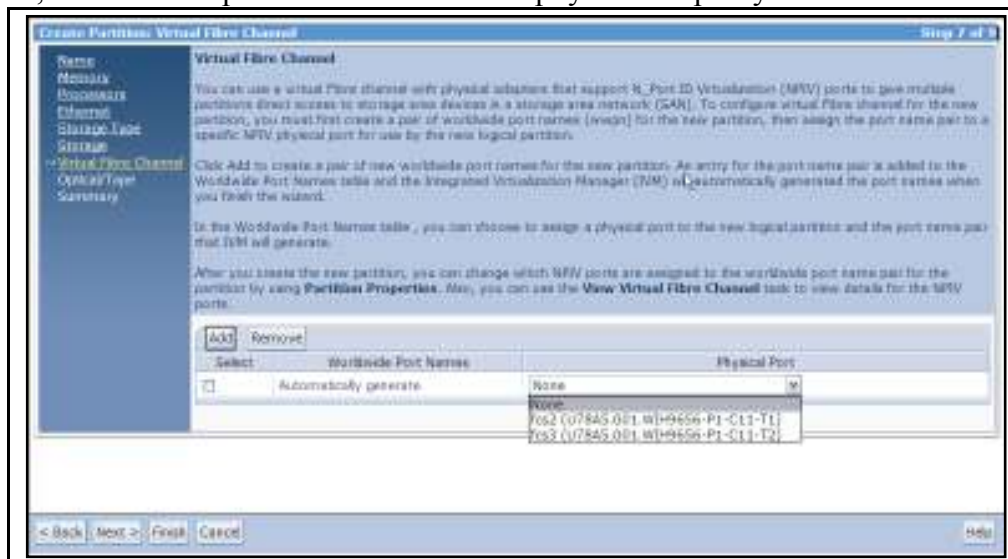 Create Partition: Virtual Fibre Channel
Step 7 of 9
Name
Memory
Processors
Ethernet
Storage Type
Storage
Virtual Fibre Channel
Optical/Tape
Summary
Virtual Fibre Channel
You can use a virtual Fibre channel with physical adapters that support N_Port ID Virtualization (NPIV) ports to give multiple
partitions direct access to storage area devices in a storage area network (SAN). To configure virtual Fibre channel for the new
partition, you must first create a pair of worldwide port names (wwpn) for the new partition, then assign the port name pair to a
specific NPIV physical port for use by the new logical partition.
Click Add to create a pair of new worldwide port names for the new partition. An entry for the port name pair is added to the
Worldwide Port Names table and the Integrated Virtualization Manager (IVM) automatically generated the port names when
you finish the wizard.
In the Worldwide Port Names table, you can choose to assign a physical port to the new logical partition and the port name pair
that IVM will generate.
After you create the new partition, you can change which NPIV ports are assigned to the worldwide port name pair for the
partition by using Partition Properties. Also, you can use the View Virtual Fibre Channel task to view details for the NPIV
ports.
Add Remove
Select Worldwide Port Names Physical Port
Automatically generate None
None
fcs2 (U78A5.001.WIH9656-P1-C11-T1)
fcs3 (U78A5.001.WIH9656-P1-C11-T2)
< Back Next > Finish Cancel Help